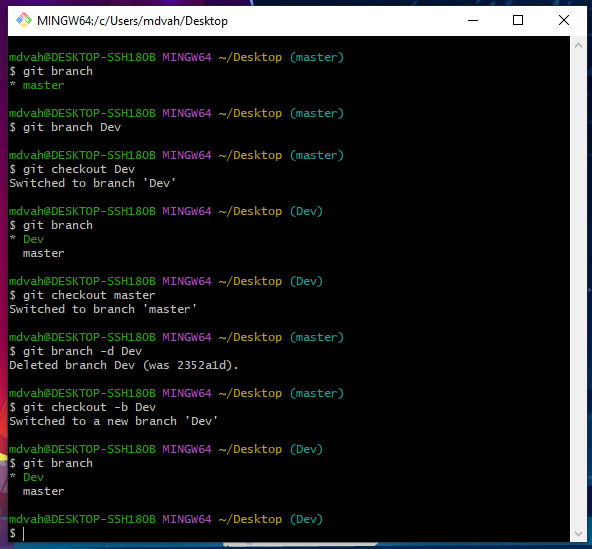 MINGW64:/c/Users/mdvah/Desktop
mdvah@DESKTOP-SSH180B MINGW64 ~/Desktop (master)
$ git branch
* master
mdvah@DESKTOP-SSH180B MINGW64 ~/Desktop (master)
$ git branch Dev
mdvah@DESKTOP-SSH180B MINGW64 ~/Desktop (master)
$ git checkout Dev
Switched to branch 'Dev'
mdvah@DESKTOP-SSH180B MINGW64 ~/Desktop (Dev)
$ git branch
* Dev
  master
mdvah@DESKTOP-SSH180B MINGW64 ~/Desktop (Dev)
$ git checkout master
Switched to branch 'master'
mdvah@DESKTOP-SSH180B MINGW64 ~/Desktop (master)
$ git branch -d Dev
Deleted branch Dev (was 2352a1d).
mdvah@DESKTOP-SSH180B MINGW64 ~/Desktop (master)
$ git checkout -b Dev
Switched to a new branch 'Dev'
mdvah@DESKTOP-SSH180B MINGW64 ~/Desktop (Dev)
$ git branch
* Dev
  master
mdvah@DESKTOP-SSH180B MINGW64 ~/Desktop (Dev)
$